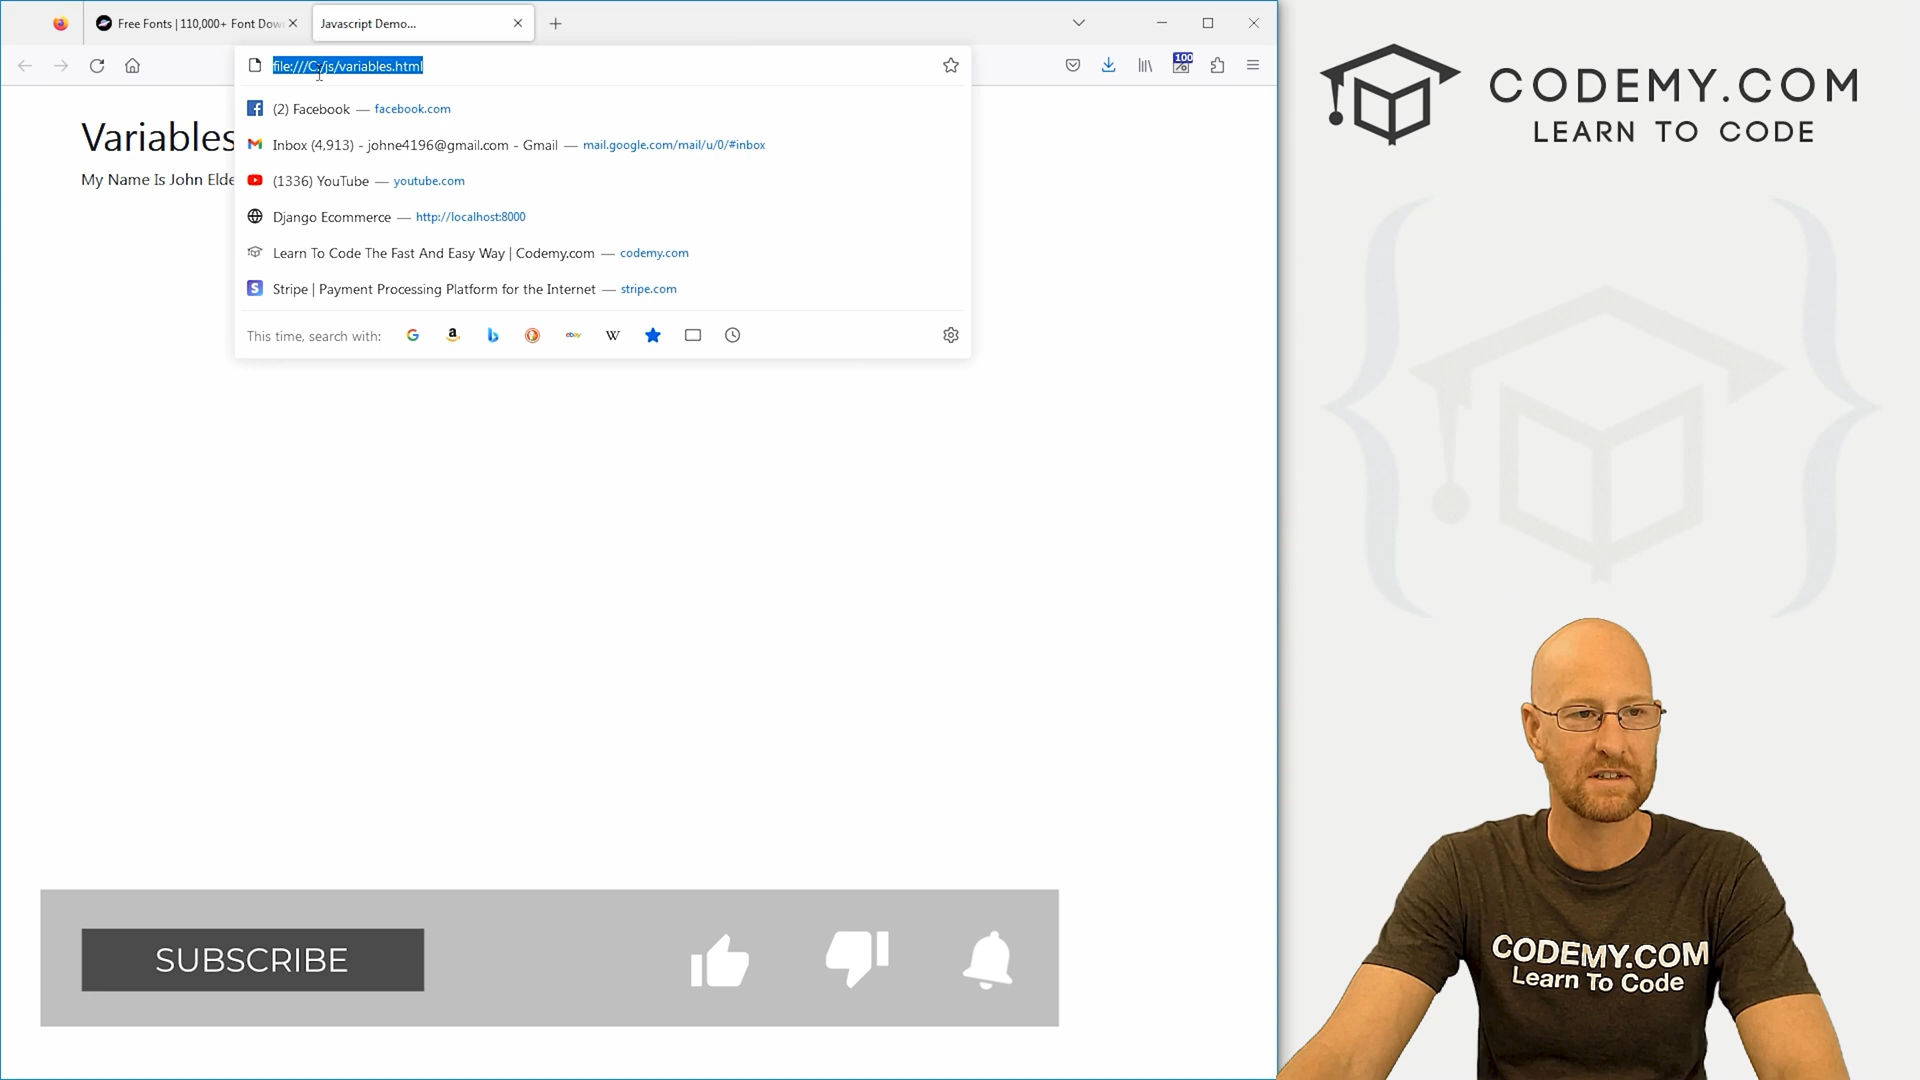 Free Fonts | 110,000+ Font Dow
Javascript Demo...
file:///C:/js/variables.html
100
Variables
(2) Facebook — facebook.com
My Name Is John Elde
Inbox (4,913) - johne4196@gmail.com - Gmail — mail.google.com/mail/u/0/#inbox
(1336) YouTube — youtube.com
Django Ecommerce — http://localhost:8000
Learn To Code The Fast And Easy Way | Codemy.com — codemy.com
S Stripe | Payment Processing Platform for the Internet — stripe.com
This time, search with: G a b ebay W
CODEMY.COM
LEARN TO CODE
SUBSCRIBE
CODEMY.COM
Learn To Code